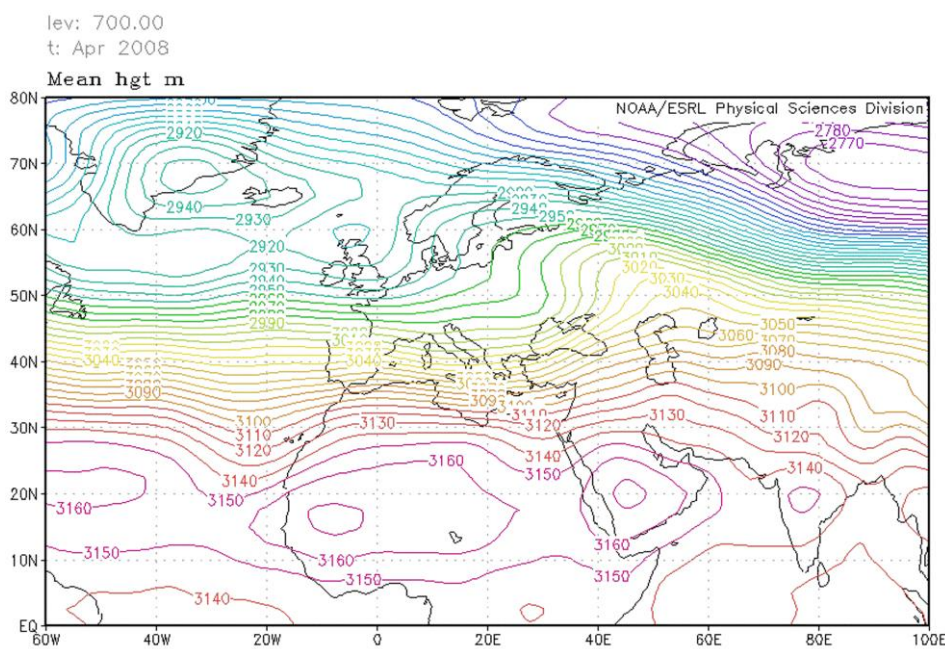 lev: 700.00
t: Apr 2008
Mean hgt m
NOAA/ESRL Physical Sciences Division
80N
70N
60N
50N
40N
30N
20N
10N
EQ
60W
40W
20W
0
20E
40E
60E
80E
100E
2920
2780
2770
2940
2930
2920
2930
2940
2990
3040
3090
3100
3110
3120
3140
3150
3160
3150
3140
3130
3160
3160
3150
3040
2940
3020
3030
3040
3050
3060
3070
3080
3090
3100
3110
3120
3130
3110
3120
3140
3150
3140
3160
3150